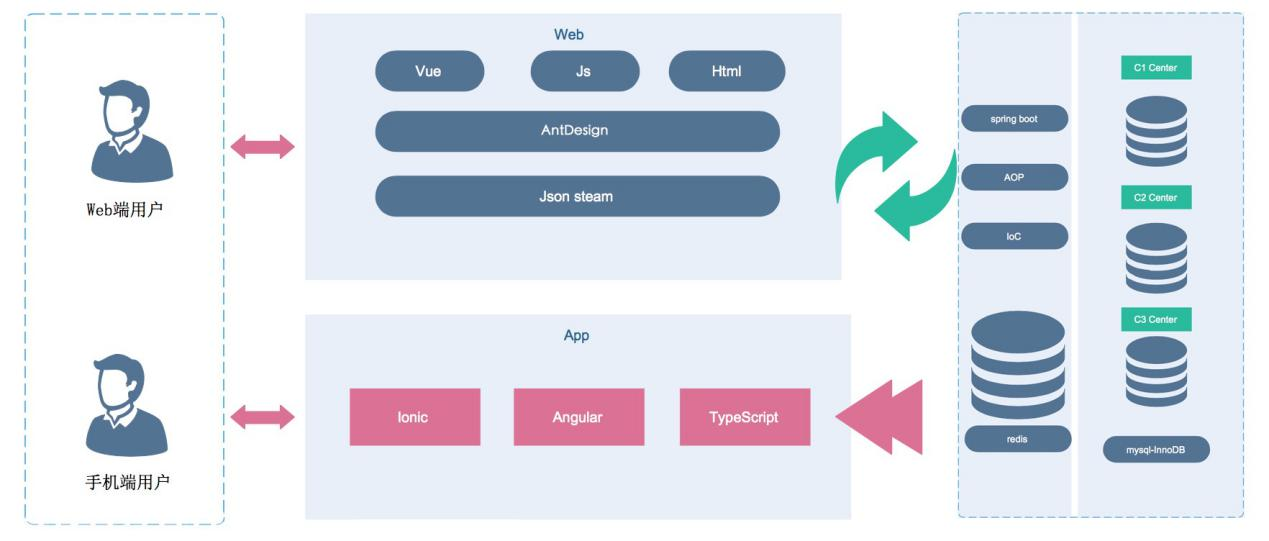 Web端用户
手机端用户
Web
Vue
Js
Html
AntDesign
Json steam
App
Ionic
Angular
TypeScript
spring boot
AOP
IoC
redis
C1 Center
C2 Center
C3 Center
mysql-InnoDB